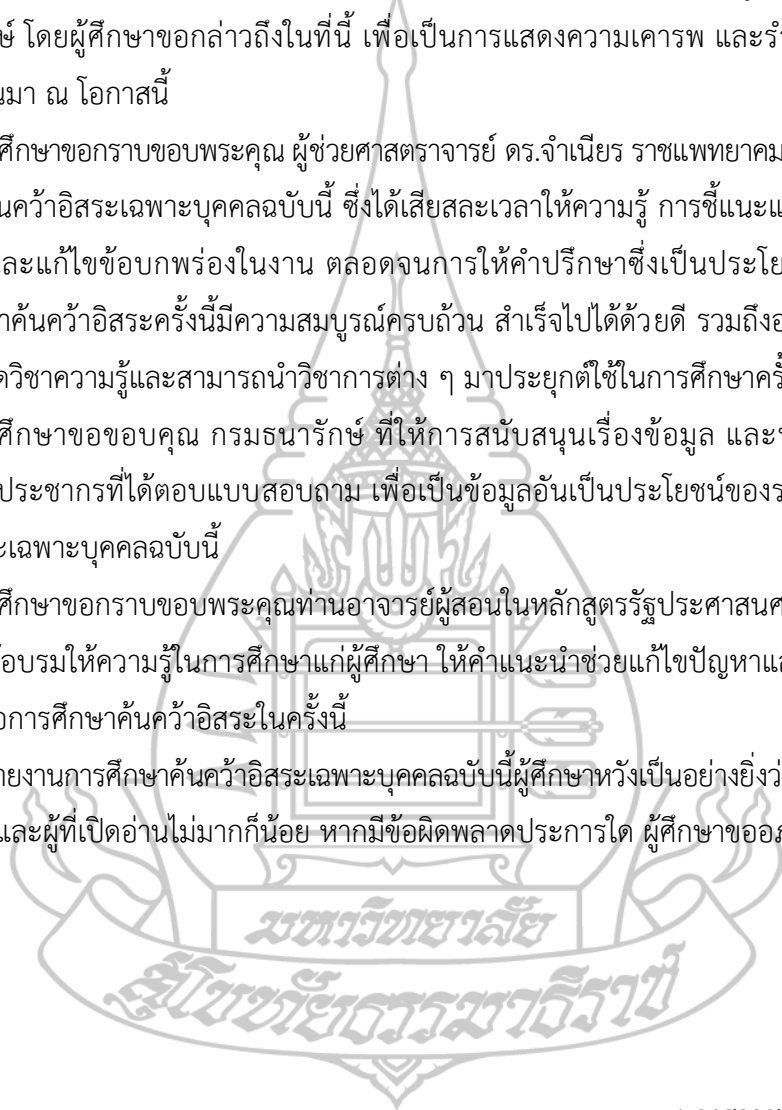 ษ์ โดยผู้ศึกษาขอกล่าวถึงในที่นี้ เพื่อเป็นการแสดงความเคารพ และรำ
นมา ณ โอกาสนี้
ศึกษาขอกราบขอบพระคุณ ผู้ช่วยศาสตราจารย์ ดร.จำเนียร ราชแพทยาคม
นคว้าอิสระเฉพาะบุคคลฉบับนี้ ซึ่งได้เสียสละเวลาให้ความรู้ การชี้แนะแ
ละแก้ไขข้อบกพร่องในงาน ตลอดจนการให้คำปรึกษาซึ่งเป็นประโย
าค้นคว้าอิสระครั้งนี้มีความสมบูรณ์ครบถ้วน สำเร็จไปได้ด้วยดี รวมถึงอ
ดวิชาความรู้และสามารถนำวิชาการต่าง ๆ มาประยุกต์ใช้ในการศึกษาครั้
ศึกษาขอขอบคุณ กรมธนารักษ์ ที่ให้การสนับสนุนเรื่องข้อมูล และ
ประชากรที่ได้ตอบแบบสอบถาม เพื่อเป็นข้อมูลอันเป็นประโยชน์ของร
ะเฉพาะบุคคลฉบับนี้
ศึกษาขอกราบขอบพระคุณท่านอาจารย์ผู้สอนในหลักสูตรรัฐประศาสนศ
อบรมให้ความรู้ในการศึกษาแก่ผู้ศึกษา ให้คำแนะนำช่วยแก้ไขปัญหาแล
อการศึกษาค้นคว้าอิสระในครั้งนี้
ายงานการศึกษาค้นคว้าอิสระเฉพาะบุคคลฉบับนี้ผู้ศึกษาหวังเป็นอย่างยิ่งว่
และผู้ที่เปิดอ่านไม่มากก็น้อย หากมีข้อผิดพลาดประการใด ผู้ศึกษาขออภ
มหาวิทยาลัย
สุโขทัยธรรมาธิราช